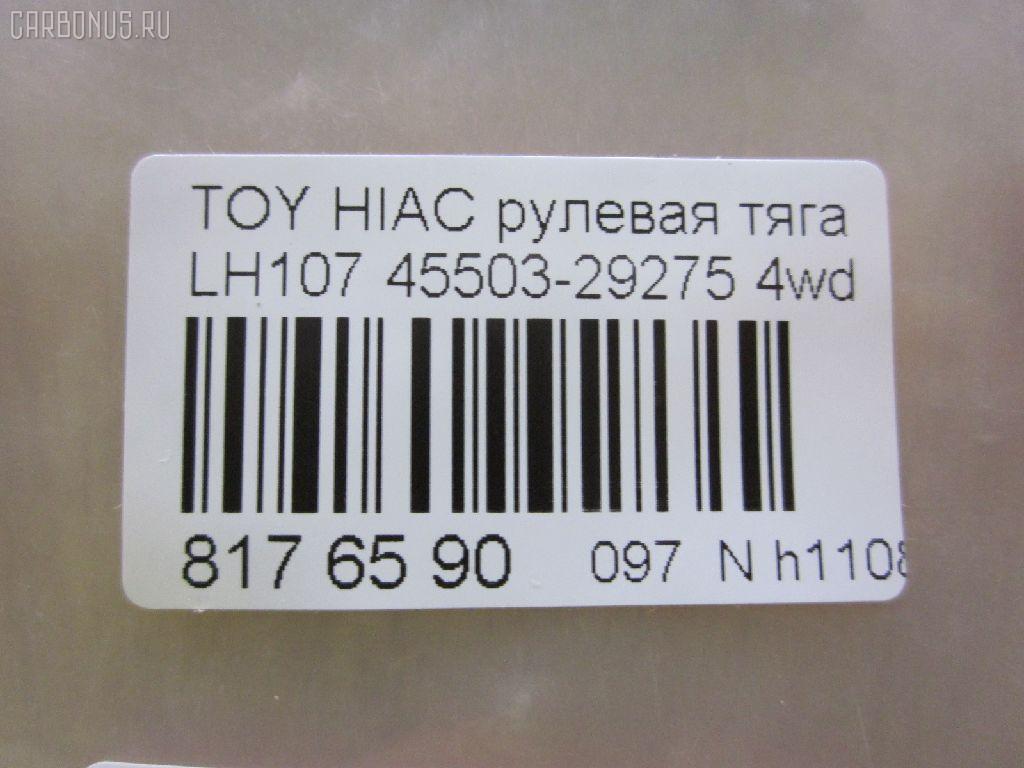 CARBONUS.RU
TOY HIAC рулевая тяга
LH107 45503-29275 4wd
817 65 90 097 N h1108